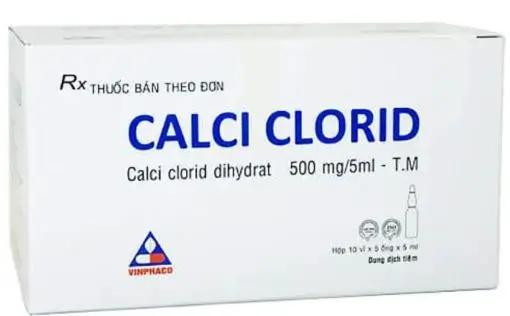 Rx THUỐC BÁN THEO ĐƠN
CALCI CLORID
Calci clorid dihydrat 500 mg/5ml - T.M
Hộp 10 vỉ x 5 ống x 5 ml
Dung dịch tiêm
VINPHACO